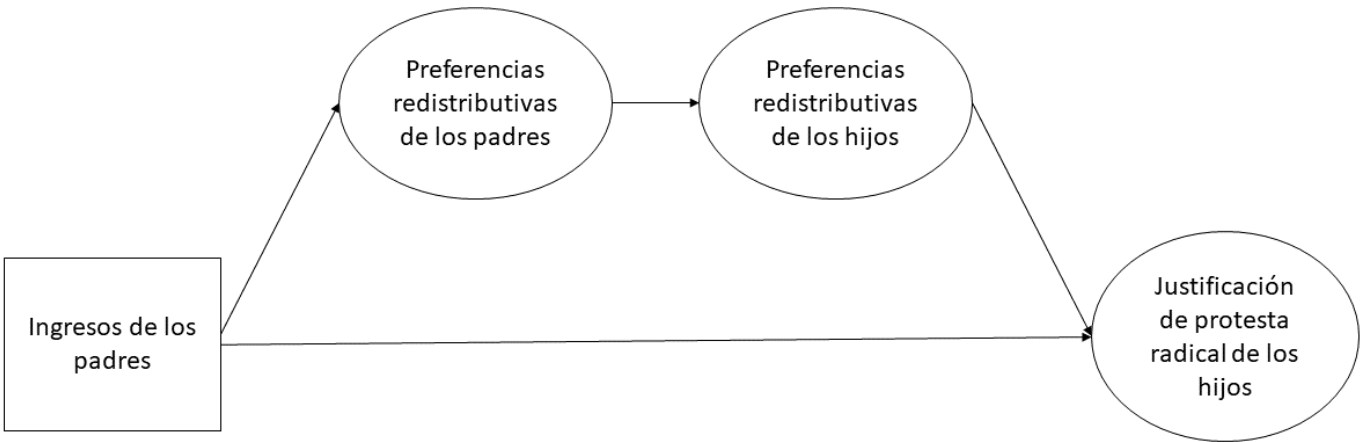 Preferencias
redistributivas
de los padres
Preferencias
redistributivas
de los hijos
Ingresos de los
padres
Justificación
de protesta
radical de los
hijos